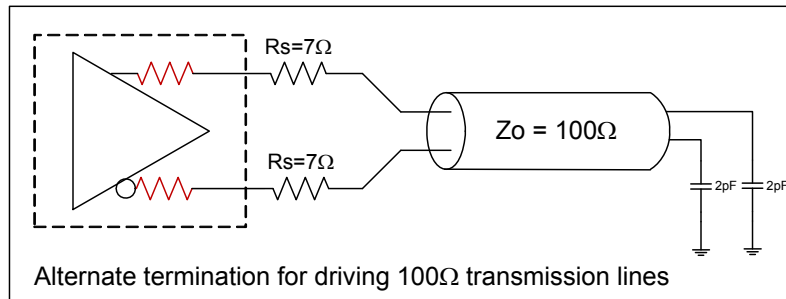 Rs=7Ω
Zo = 100Ω
Rs=7Ω
2pF 2pF
Alternate termination for driving 100Ω transmission lines